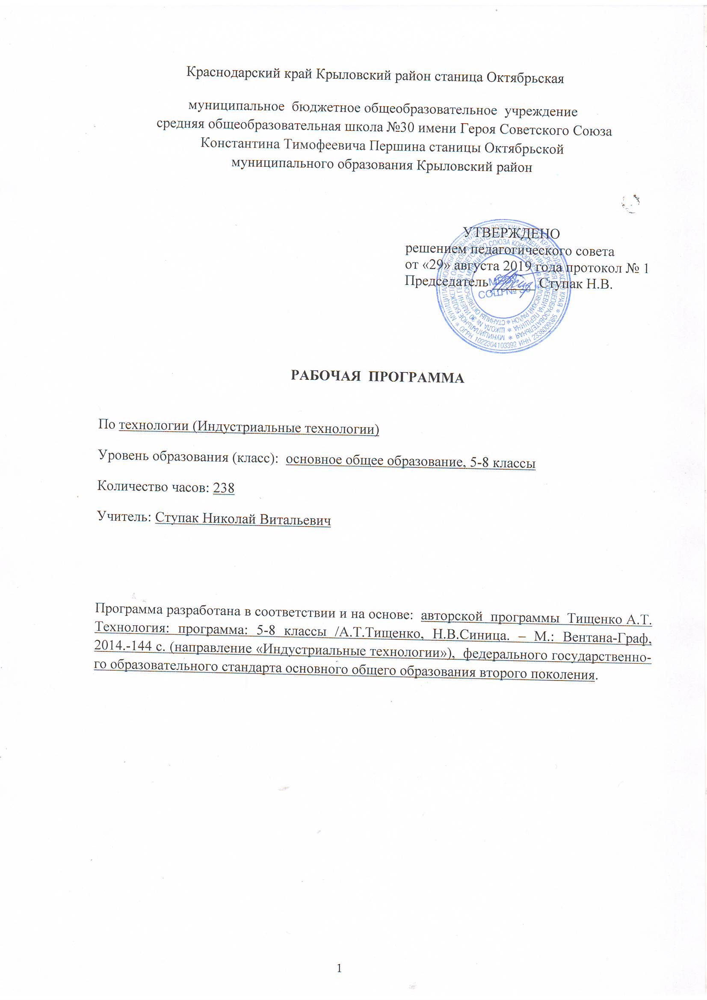 Краснодарский край Крыловский район станица Октябрьская
муниципальное бюджетное общеобразовательное учреждение
средняя общеобразовательная школа №30 имени Героя Советского Союза
Константина Тимофеевича Першина станицы Октябрьской
муниципального образования Крыловский район
УТВЕРЖДЕНО
решением педагогического совета
от «29» августа 2019 года протокол № 1
Председатель ______ Ступак Н.В.
МБОУ
СОШ № 30
ОГРН 1022304103392 ИНН 2338009085
РАБОЧАЯ ПРОГРАММА
По технологии (Индустриальные технологии)
Уровень образования (класс): основное общее образование, 5-8 классы
Количество часов: 238
Учитель: Ступак Николай Витальевич
Программа разработана в соответствии и на основе: авторской программы Тищенко А.Т.
Технология: программа: 5-8 классы /А.Т.Тищенко, Н.В.Синица. – М.: Вентана-Граф,
2014.-144 с. (направление «Индустриальные технологии»), федерального государственно-
го образовательного стандарта основного общего образования второго поколения.
1